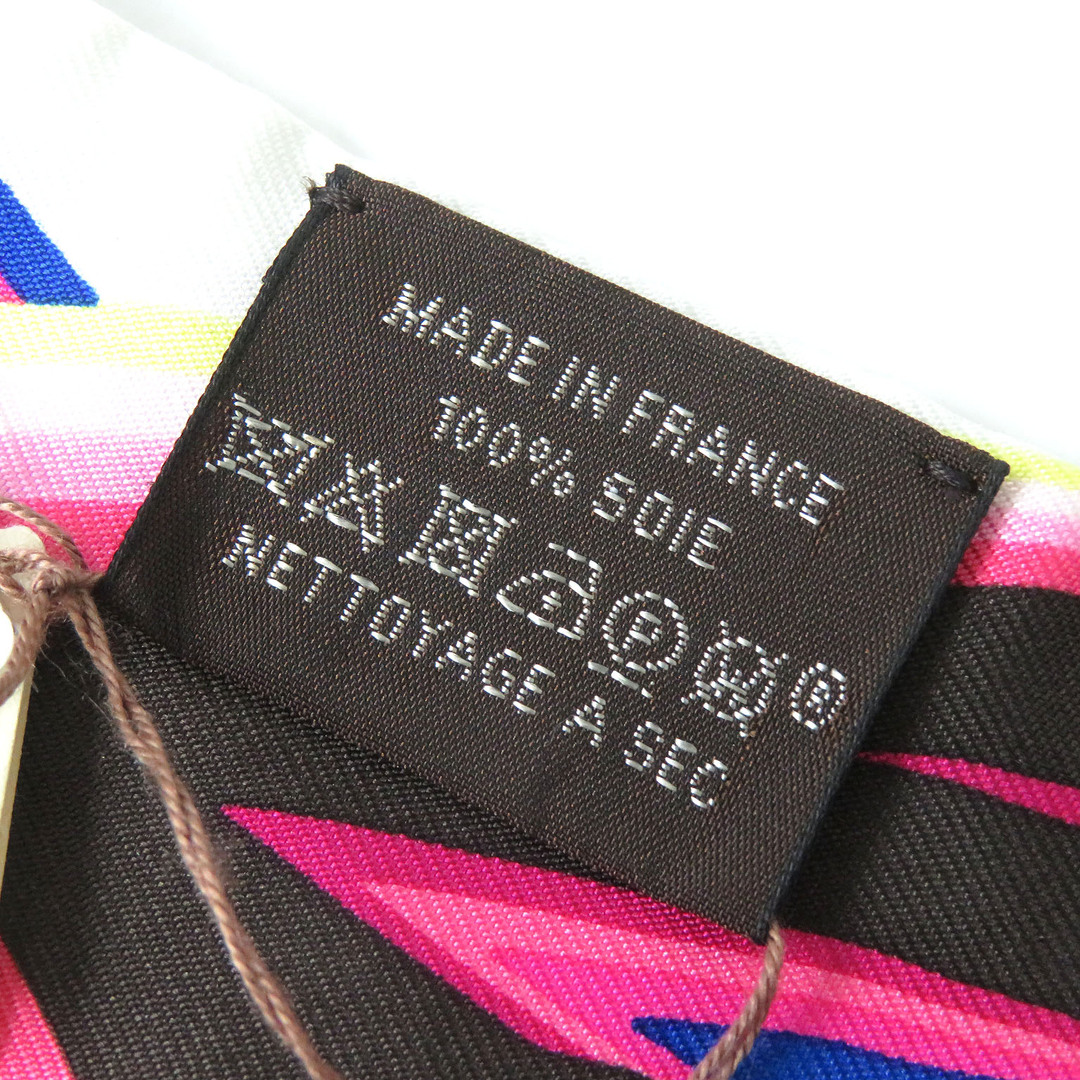 MADE IN FRANCE
100% SOIE
P ®
NETTOYAGE A SEC